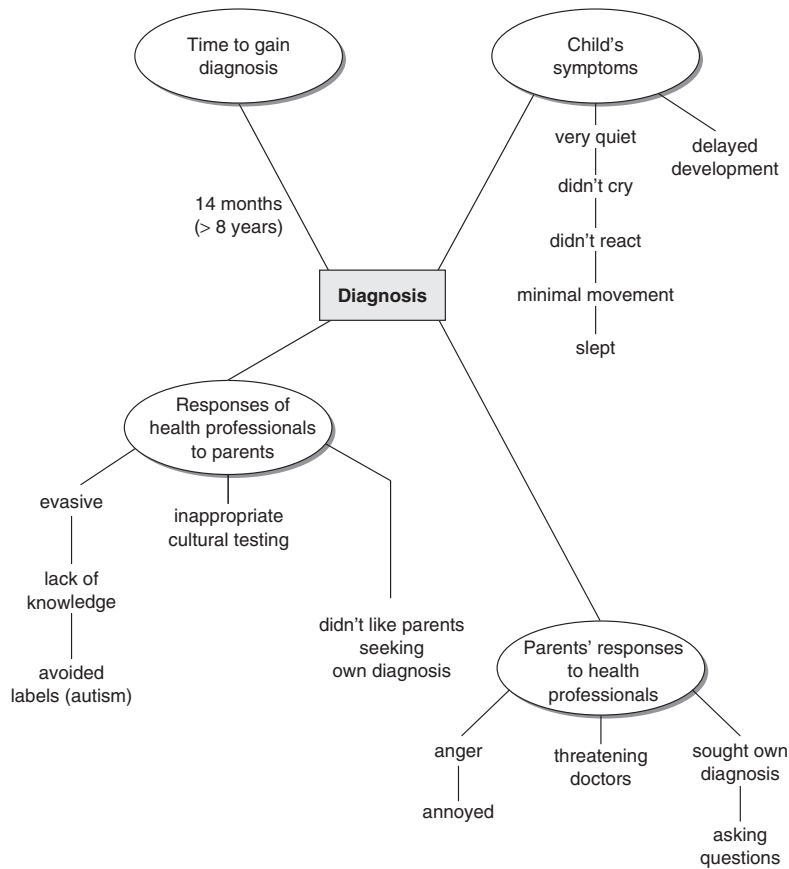 Time to gain
diagnosis
Child’s
symptoms
very quiet
didn’t cry
didn’t react
minimal movement
slept
delayed
development
14 months
(> 8 years)
Diagnosis
Responses of
health professionals
to parents
evasive
lack of
knowledge
avoided
labels (autism)
inappropriate
cultural testing
didn’t like parents
seeking
own diagnosis
Parents’ responses
to health
professionals
anger
annoyed
threatening
doctors
sought own
diagnosis
asking
questions